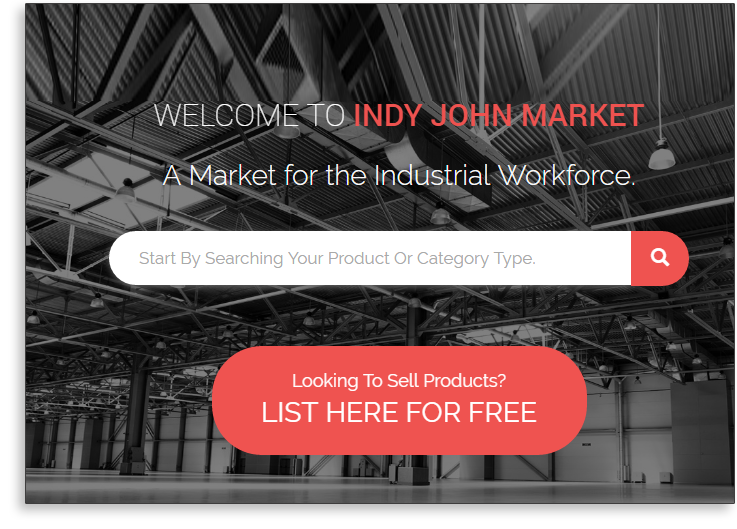 WELCOME TO INDY JOHN MARKET
A Market for the Industrial Workforce.
Start By Searching Your Product Or Category Type.
Looking To Sell Products?
LIST HERE FOR FREE